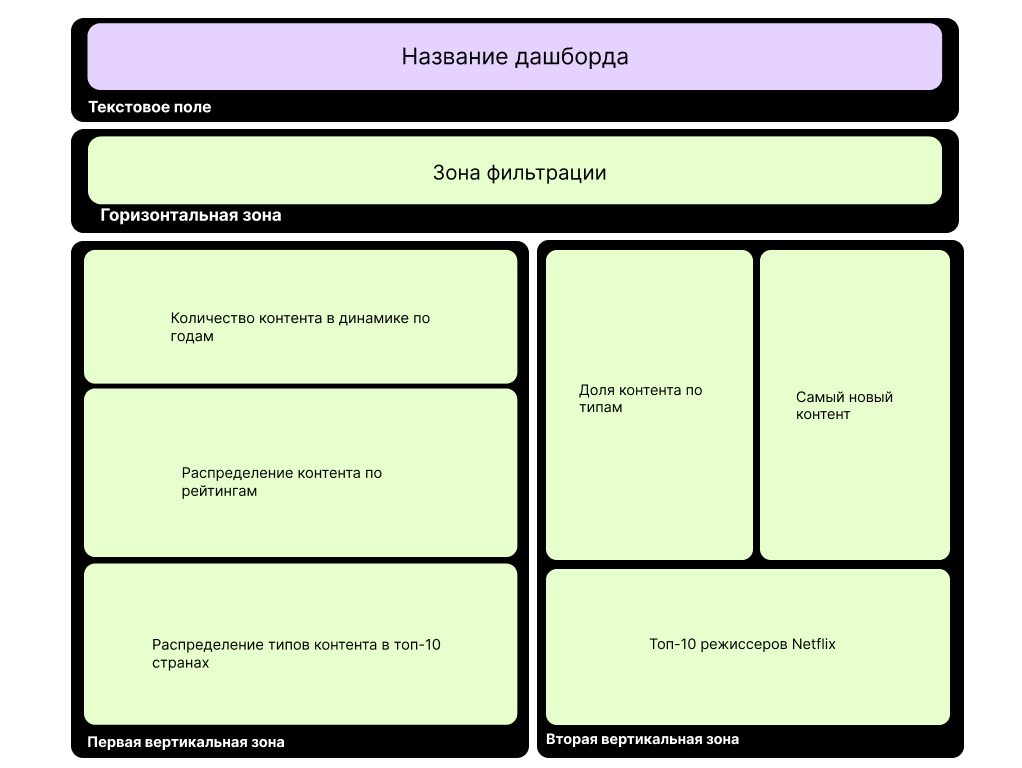 Название дашборда
Текстовое поле
Зона фильтрации
Горизонтальная зона
Количество контента в динамике по
годам
Распределение контента по
рейтингам
Распределение типов контента в топ-10
странах
Первая вертикальная зона
Доля контента по
типам
Самый новый
контент
Топ-10 режиссеров Netflix
Вторая вертикальная зона